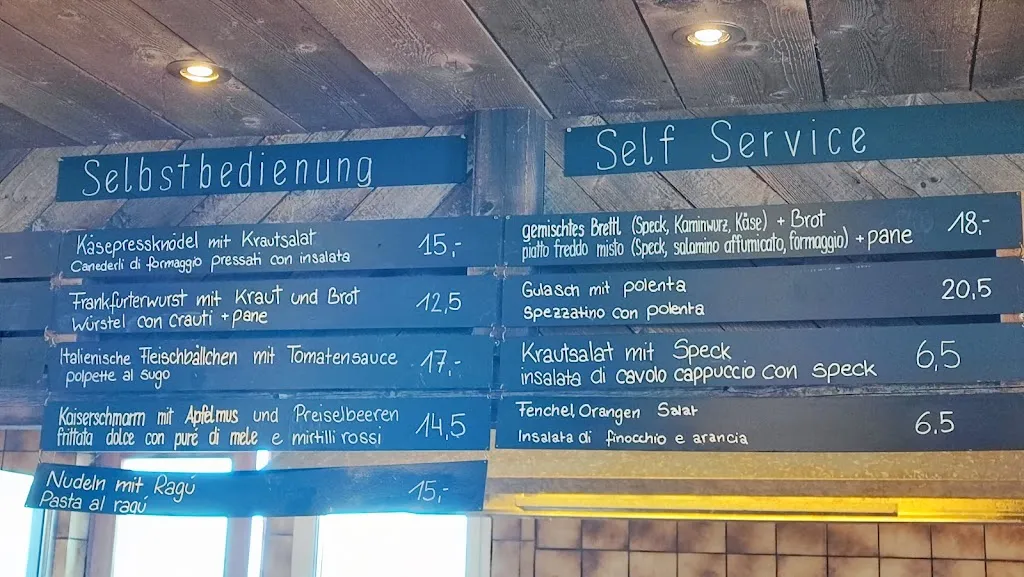 Selbstbedienung
Käsepressknödel mit Krautsalat 15,-
Canederli di formaggio pressati con insalata
Frankfurterwurst mit Kraut und Brot 12,5
Würstel con crauti + pane
Italienische Fleischbällchen mit Tomatensauce 17,-
polpette al sugo
Kaiserschmarrn mit Apfelmus und Preiselbeeren 14,5
frittata dolce con puré di mele e mirtilli rossi
Nudeln mit Ragú 15,-
Pasta al ragú
Self Service
gemischtes Brettl (Speck, Kaminwurz, Käse) + Brot 18,-
piatto freddo misto (Speck, salamino affumicato, formaggio) + pane
Gulasch mit polenta 20,5
Spezzatino con polenta
Krautsalat mit Speck 6,5
insalata di cavolo cappuccio con speck
Fenchel Orangen Salat 6.5
Insalata di finocchio e arancia